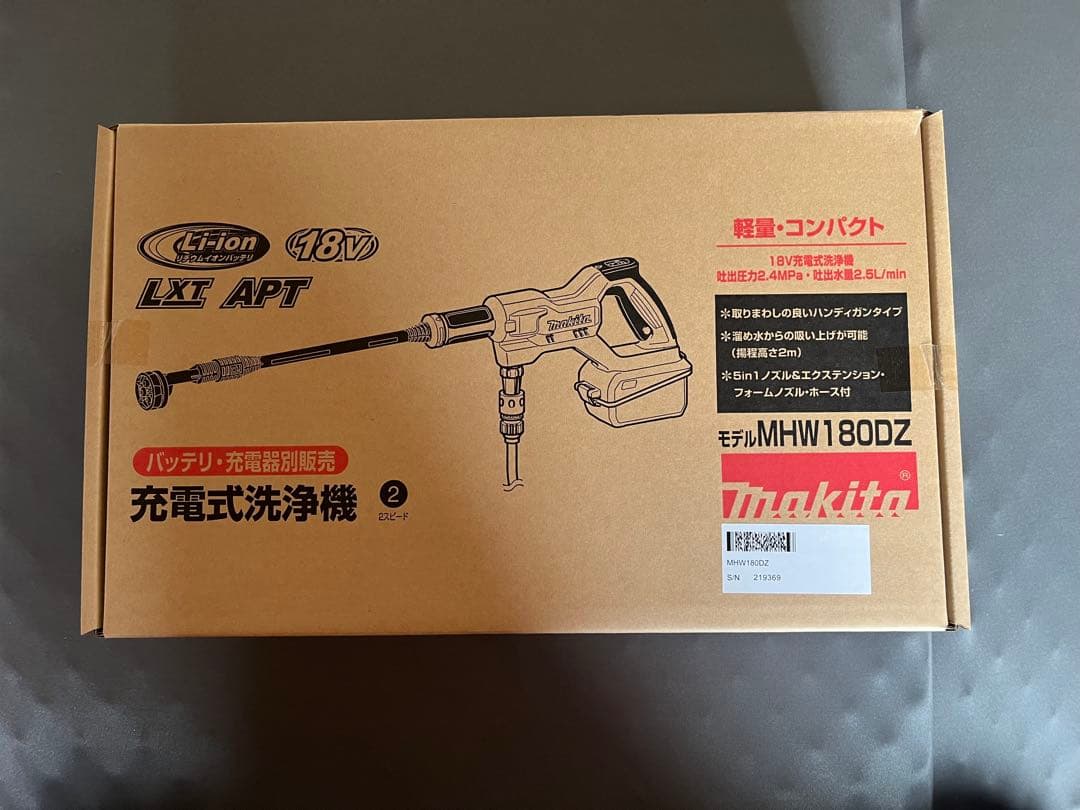 Li-ion
リチウムイオンバッテリ
18V
LXT APT
makita
バッテリ・充電器別販売
充電式洗浄機
2
2スピード
軽量・コンパクト
18V充電式洗浄機
吐出圧力2.4MPa・吐出水量2.5L/min
＊取りまわしの良いハンディガンタイプ
＊溜め水からの吸い上げが可能
（揚程高さ2m）
＊5in1ノズル&エクステンション・
フォームノズル・ホース付
モデルMHW180DZ
makita®
MHW180DZ
S/N 219369